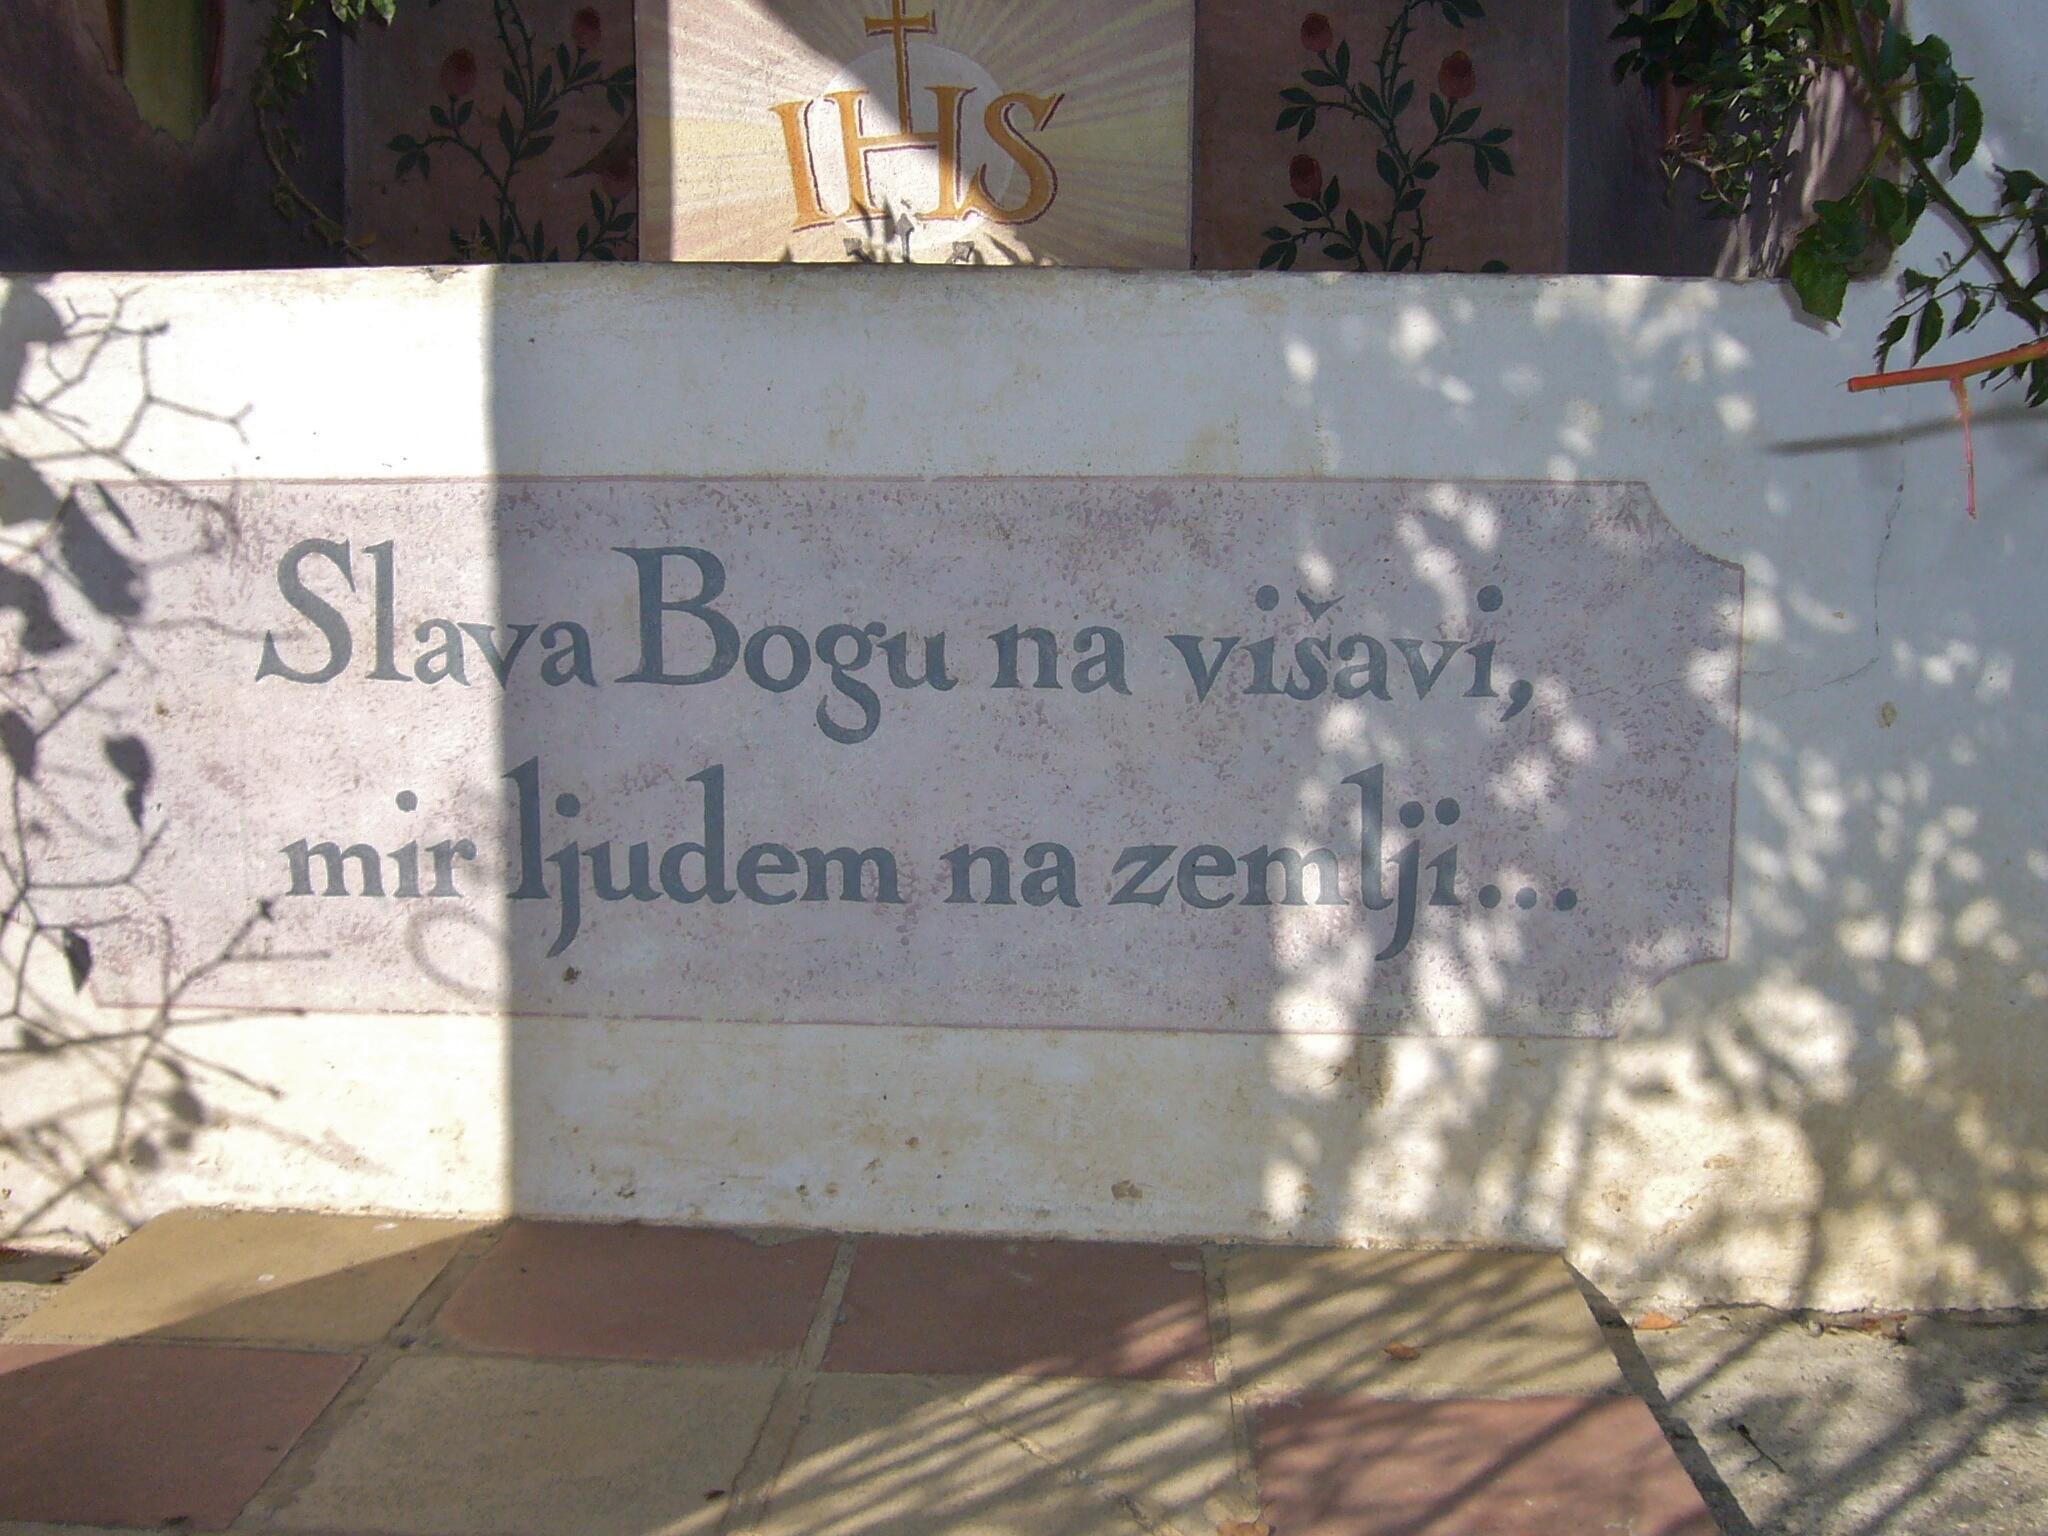 IHS
Slava Bogu na višavi,
mir ljudem na zemlji...